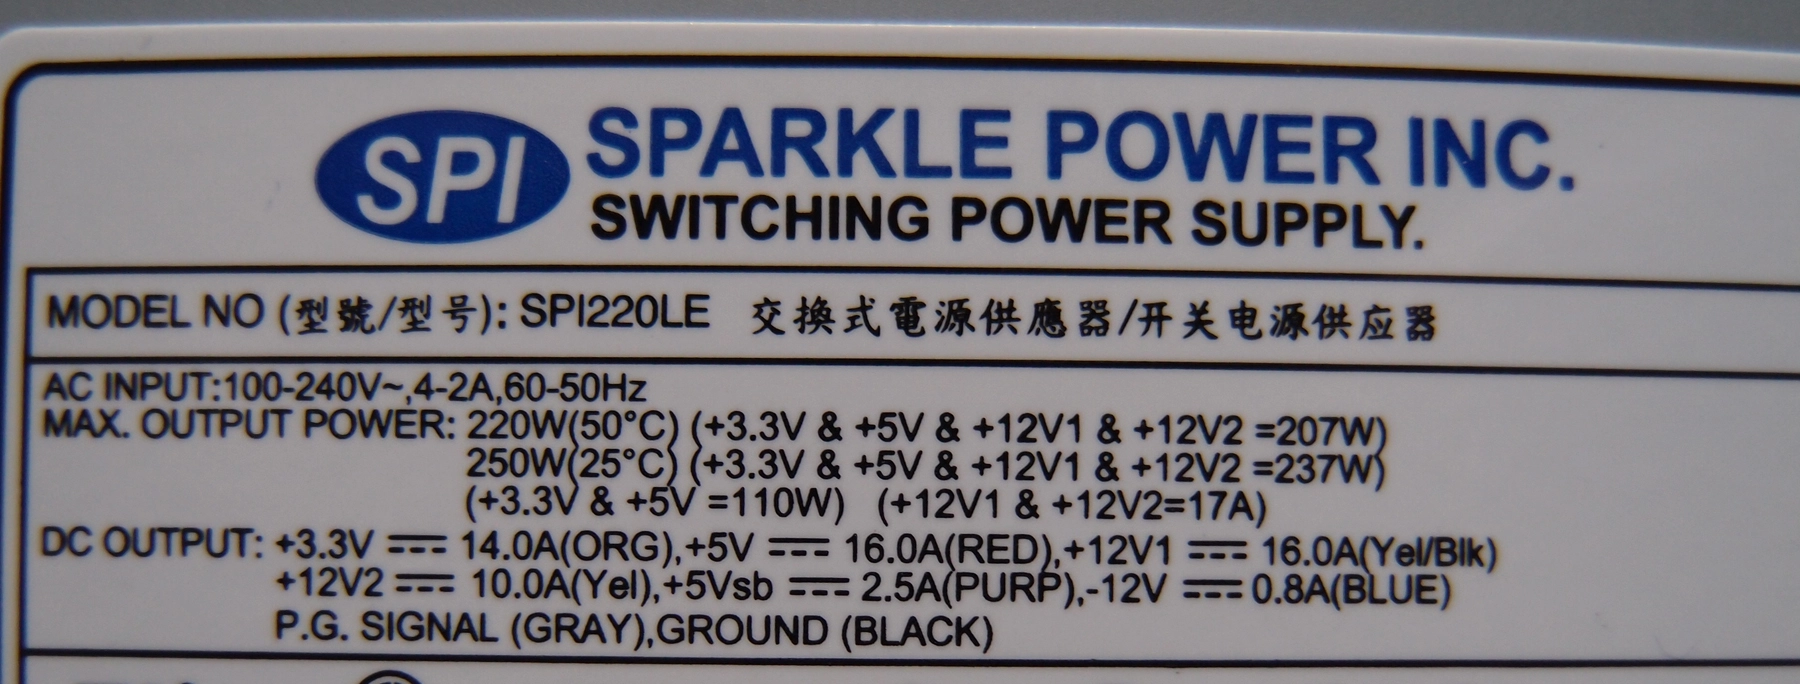 SPI SPARKLE POWER INC.
SWITCHING POWER SUPPLY.
MODEL NO (型號/型号): SPI220LE 交換式電源供應器/开关电源供应器
AC INPUT:100-240V~,4-2A,60-50Hz
MAX. OUTPUT POWER: 220W(50°C) (+3.3V & +5V & +12V1 & +12V2 =207W)
250W(25°C) (+3.3V & +5V & +12V1 & +12V2 =237W)
(+3.3V & +5V =110W) (+12V1 & +12V2=17A)
DC OUTPUT: +3.3V ⎓ 14.0A(ORG),+5V ⎓ 16.0A(RED),+12V1 ⎓ 16.0A(Yel/Blk)
+12V2 ⎓ 10.0A(Yel),+5Vsb ⎓ 2.5A(PURP),-12V ⎓ 0.8A(BLUE)
P.G. SIGNAL (GRAY),GROUND (BLACK)